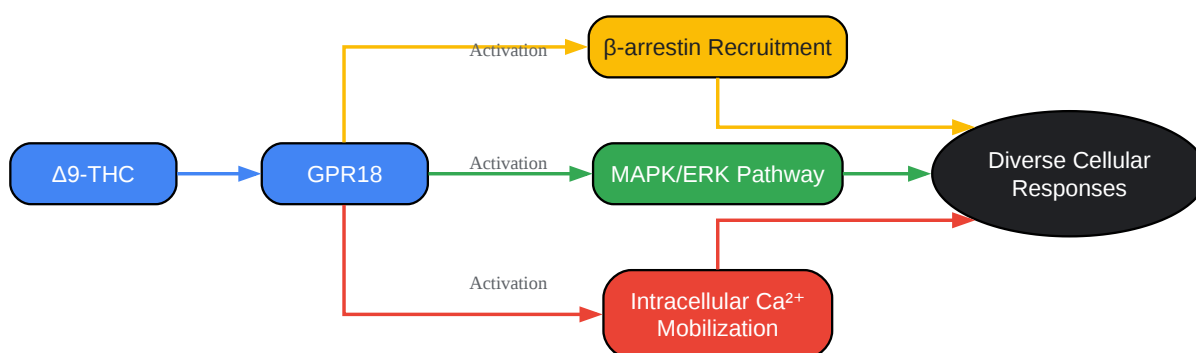 Activation
β-arrestin Recruitment
Δ9-THC
GPR18
Activation
MAPK/ERK Pathway
Diverse Cellular
Responses
Activation
Intracellular Ca²⁺
Mobilization